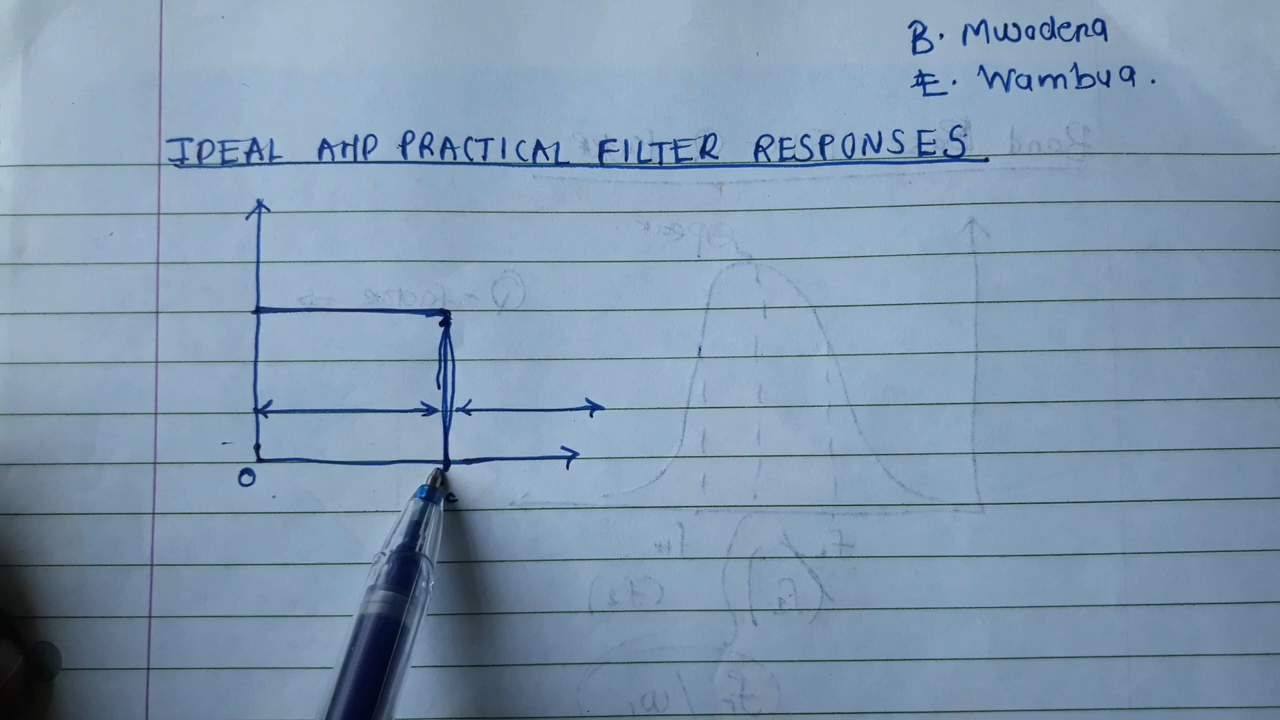 B. Mwadena
E. Wambua.
IDEAL AND PRACTICAL FILTER RESPONSES
0
c